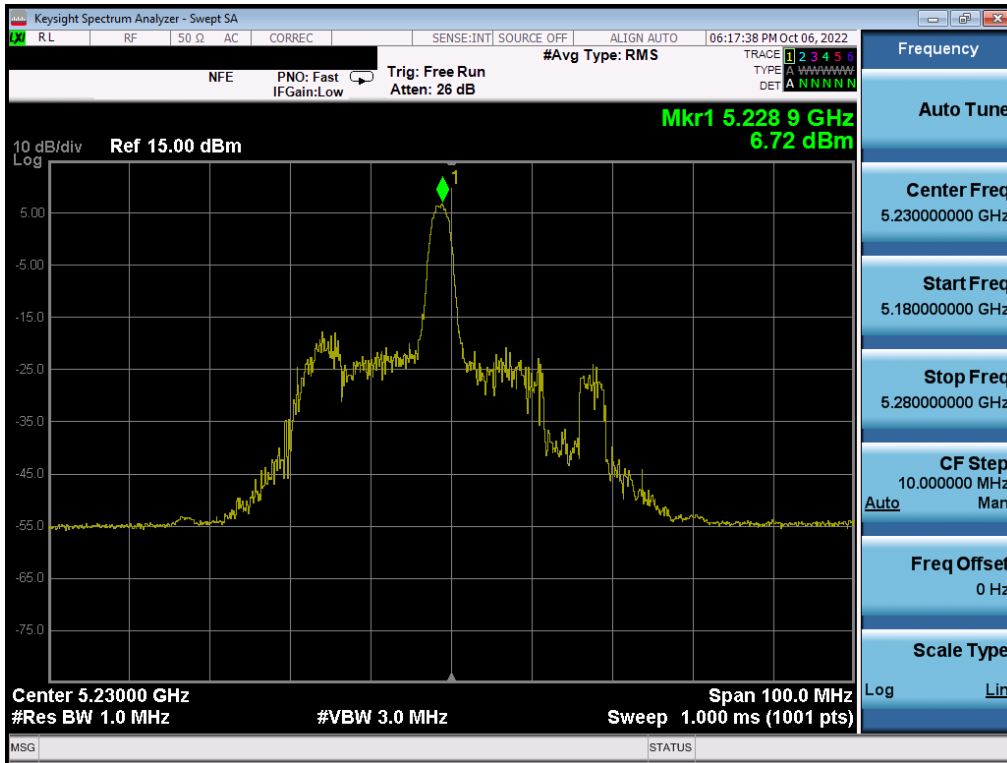 Keysight Spectrum Analyzer - Swept SA
LXI RL RF 50 Ω AC CORREC SENSE:INT SOURCE OFF ALIGN AUTO 06:17:38 PM Oct 06, 2022
#Avg Type: RMS
TRACE 1 2 3 4 5 6
TYPE A WWWWW
DET A N N N N N
NFE
PNO: Fast
IFGain:Low
Trig: Free Run
Atten: 26 dB
Mkr1 5.228 9 GHz
6.72 dBm
10 dB/div Ref 15.00 dBm
Log
1
5.00
-5.00
-15.0
-25.0
-35.0
-45.0
-55.0
-65.0
-75.0
Center 5.23000 GHz Span 100.0 MHz
#Res BW 1.0 MHz #VBW 3.0 MHz Sweep 1.000 ms (1001 pts)
MSG STATUS
Frequency
Auto Tune
Center Freq
5.230000000 GHz
Start Freq
5.180000000 GHz
Stop Freq
5.280000000 GHz
CF Step
10.000000 MHz
Auto Man
Freq Offset
0 Hz
Scale Type
Log Lin